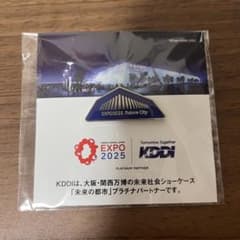 EXPO2025 Future City
EXPO
2025
Tomorrow, Together
KDDI
PLATINUM PARTNER
KDDIは、大阪・関西万博の未来社会ショーケース
「未来の都市」プラチナパートナーです。